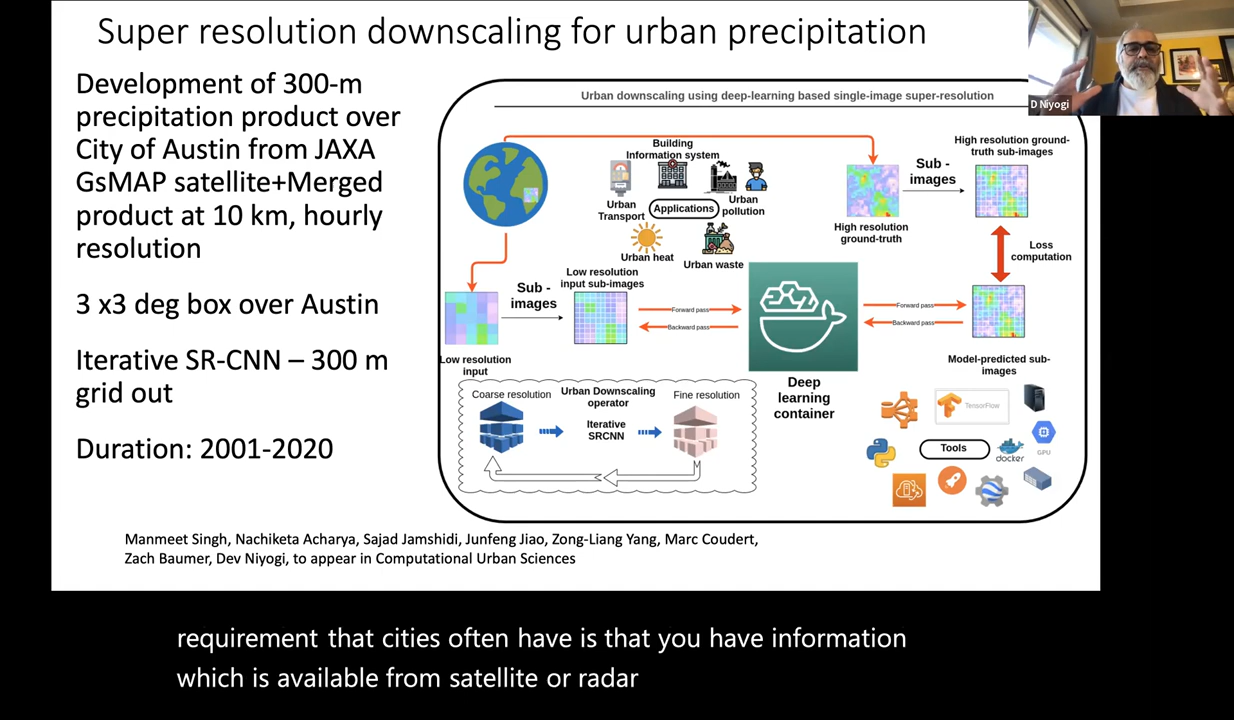 Super resolution downscaling for urban precipitation
D Niyogi
Development of 300-m
precipitation product over
City of Austin from JAXA
GsMAP satellite+Merged
product at 10 km, hourly
resolution
3 x3 deg box over Austin
Iterative SR-CNN – 300 m
grid out
Duration: 2001-2020
Urban downscaling using deep-learning based single-image super-resolution
Building
Information system
Urban
Transport
Applications
Urban
pollution
Urban heat
Urban waste
High resolution
ground-truth
Sub -
images
High resolution ground-
truth sub-images
Loss
computation
Low resolution
input
Sub -
images
Low resolution
input sub-images
Forward pass
Backward pass
Deep
learning
container
Forward pass
Backward pass
Model-predicted sub-
images
Coarse resolution
Urban Downscaling
operator
Iterative
SRCNN
Fine resolution
TensorFlow
Tools
docker
GPU
Manmeet Singh, Nachiketa Acharya, Sajad Jamshidi, Junfeng Jiao, Zong-Liang Yang, Marc Coudert,
Zach Baumer, Dev Niyogi, to appear in Computational Urban Sciences
requirement that cities often have is that you have information
which is available from satellite or radar